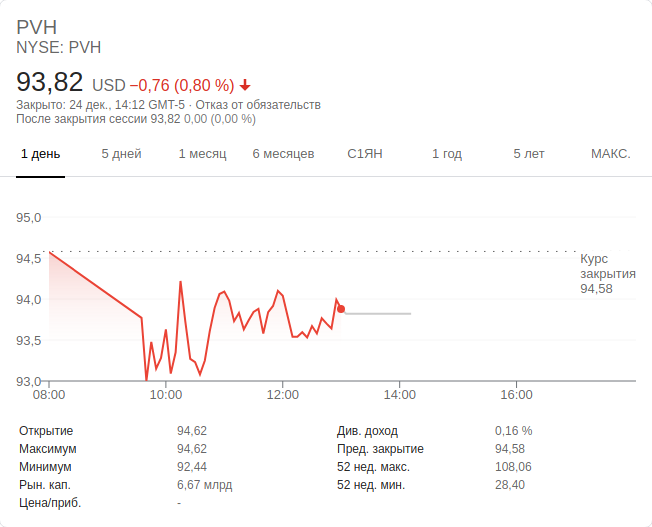 PVH
NYSE: PVH
93,82 USD −0,76 (0,80 %)
Закрыто: 24 дек., 14:12 GMT-5 · Отказ от обязательств
После закрытия сессии 93,82 0,00 (0,00 %)
1 день 5 дней 1 месяц 6 месяцев С1ЯН 1 год 5 лет МАКС.
95,0
94,5
94,0
93,5
93,0
Курс
закрытия
94,58
08:00 10:00 12:00 14:00 16:00
Открытие 94,62 Див. доход 0,16 %
Максимум 94,62 Пред. закрытие 94,58
Минимум 92,44 52 нед. макс. 108,06
Рын. кап. 6,67 млрд 52 нед. мин. 28,40
Цена/приб. -